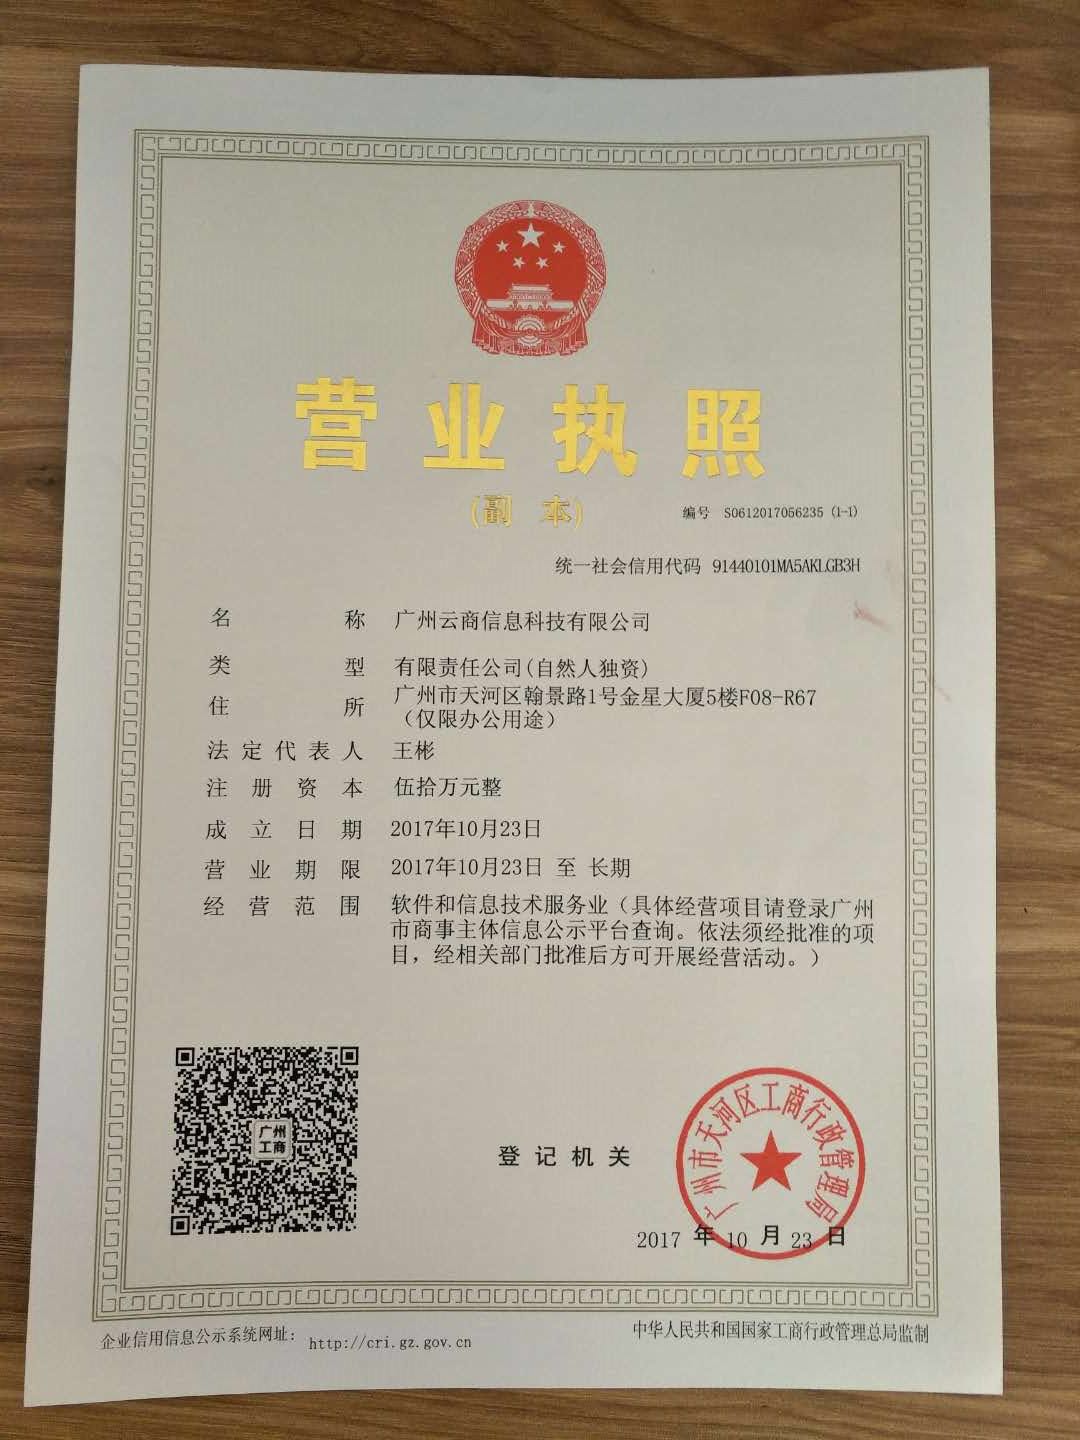 营业执照
(副 本)
编号 S0612017056235 (1-1)
统一社会信用代码 91440101MA5AKLGB3H
名 称 广州云商信息科技有限公司
类 型 有限责任公司(自然人独资)
住 所 广州市天河区翰景路1号金星大厦5楼F08-R67
（仅限办公用途）
法定代表人 王彬
注册资本 伍拾万元整
成立日期 2017年10月23日
营业期限 2017年10月23日 至 长期
经营范围 软件和信息技术服务业（具体经营项目请登录广州
市商事主体信息公示平台查询。依法须经批准的项
目，经相关部门批准后方可开展经营活动。）
广州
工商
登记机关
广州市天河区工商行政管理局
2017 年 10 月 23 日
企业信用信息公示系统网址： http://cri.gz.gov.cn
中华人民共和国国家工商行政管理总局监制